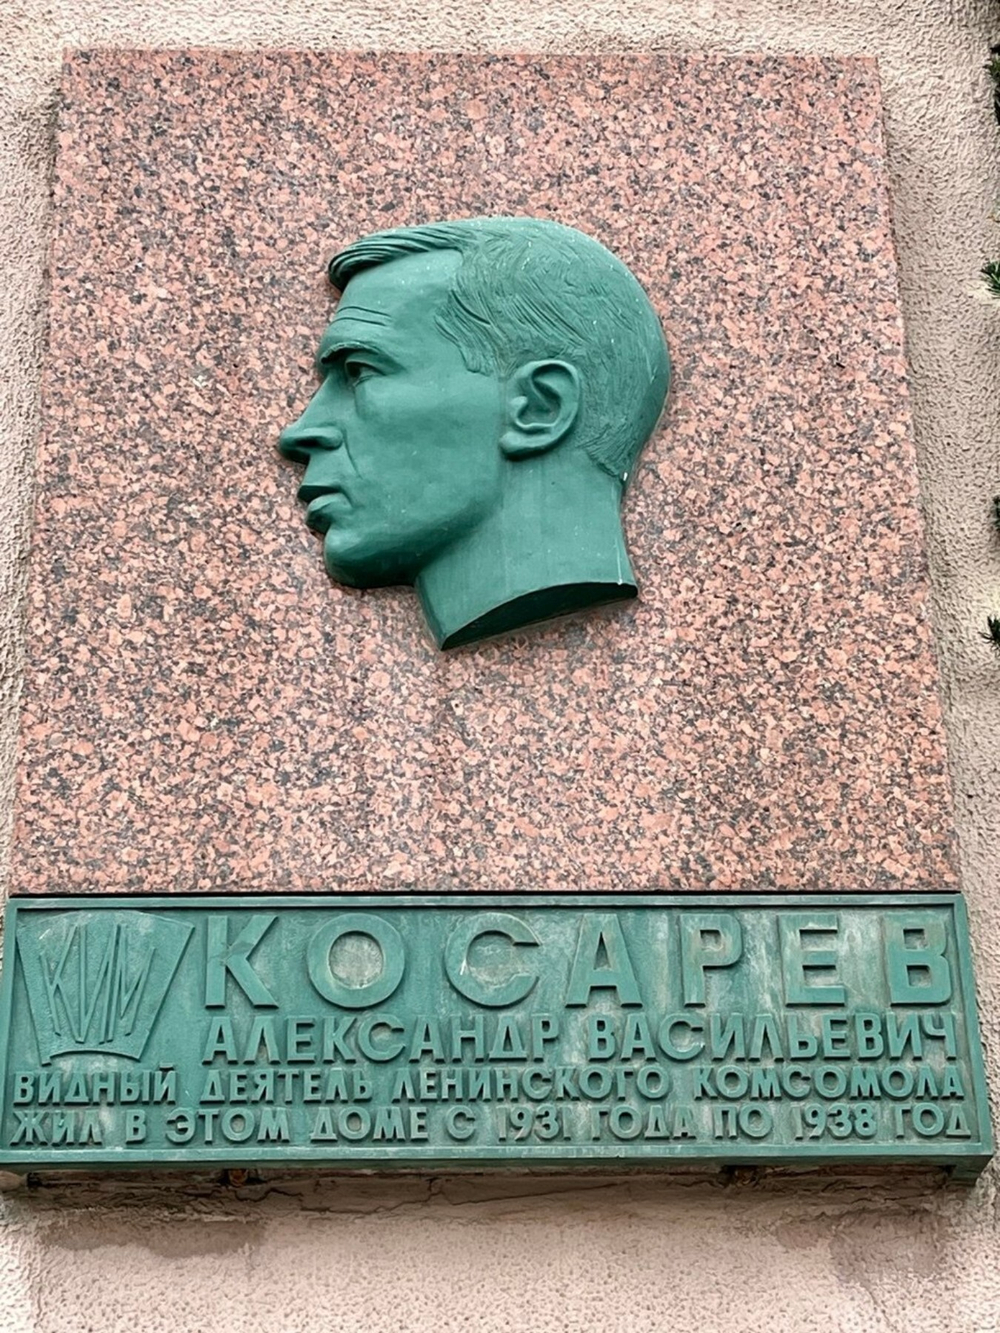 КИМ
КОСАРЕВ
АЛЕКСАНДР ВАСИЛЬЕВИЧ
ВИДНЫЙ ДЕЯТЕЛЬ ЛЕНИНСКОГО КОМСОМОЛА
ЖИЛ В ЭТОМ ДОМЕ С 1931 ГОДА ПО 1938 ГОД